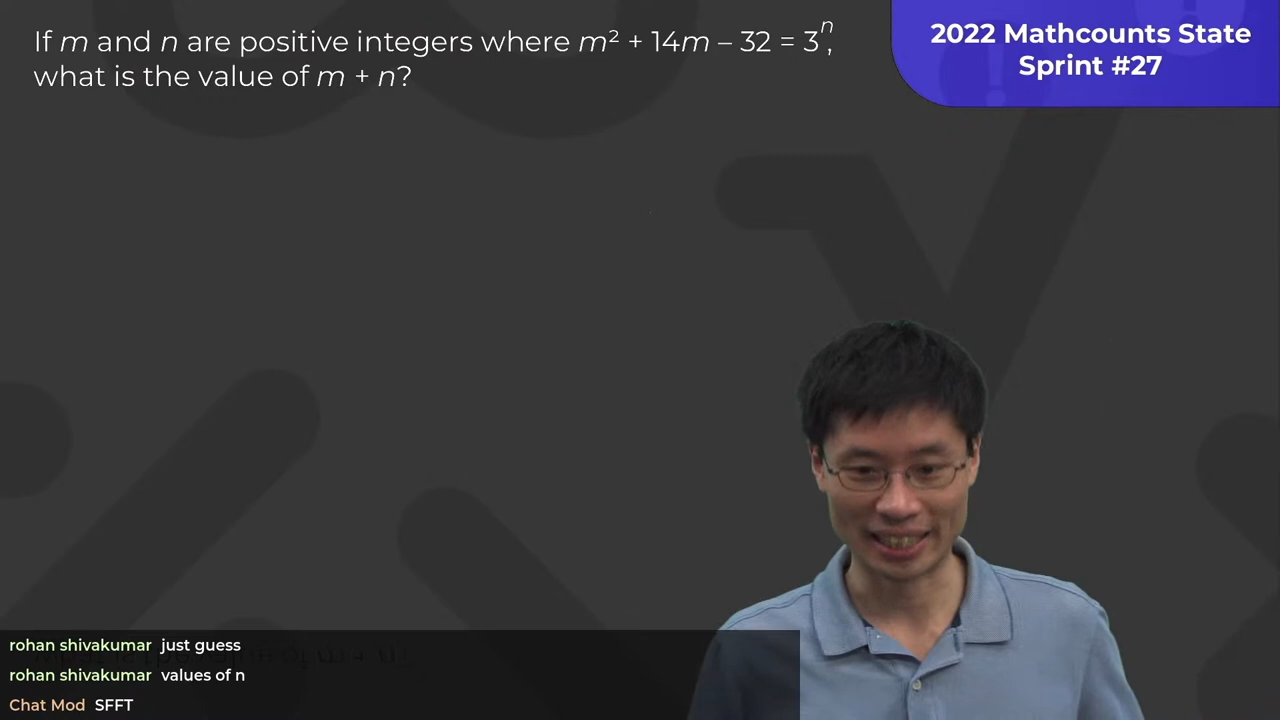 If m and n are positive integers where m² + 14m – 32 = 3ⁿ,
what is the value of m + n?
2022 Mathcounts State
Sprint #27
rohan shivakumar just guess
rohan shivakumar values of n
Chat Mod SFFT